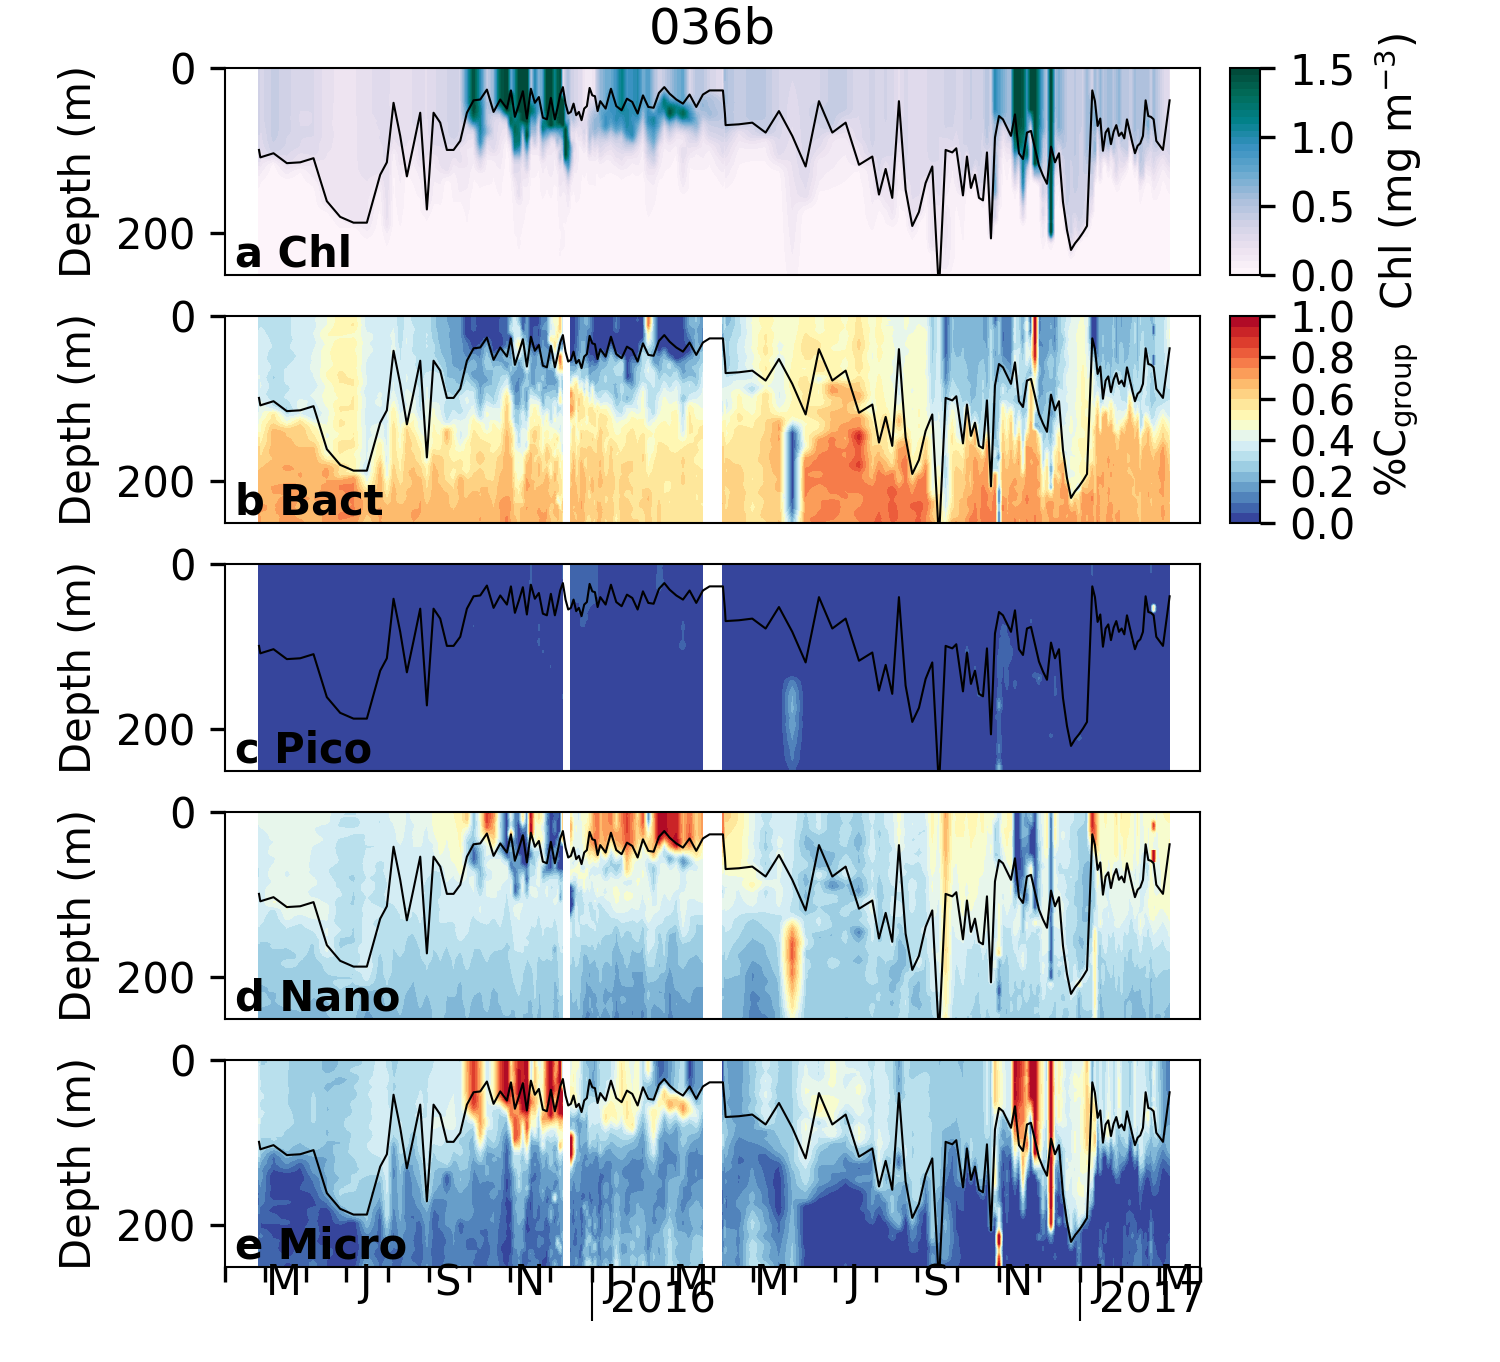 036b
Depth (m)
0
200
a Chl
1.5
1.0
0.5
0.0
Chl (mg m⁻³)
Depth (m)
0
200
b Bact
1.0
0.8
0.6
0.4
0.2
0.0
%C_group
Depth (m)
0
200
c Pico
Depth (m)
0
200
d Nano
Depth (m)
0
200
e Micro
M J S N J M M J S N J M
2016 2017